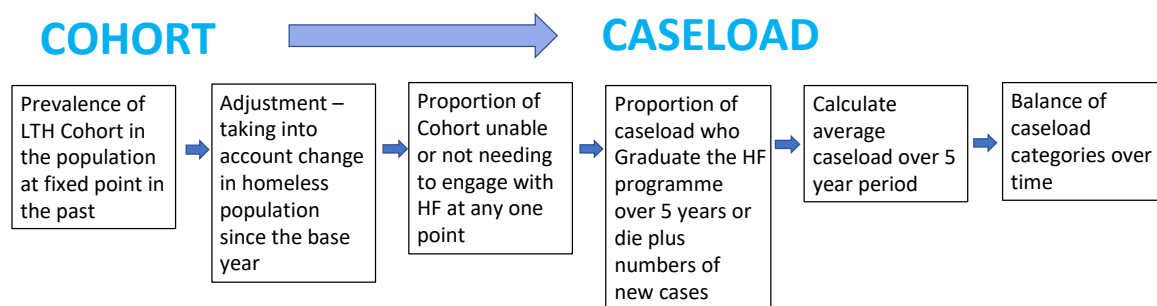 COHORT
CASELOAD
Prevalence of
LTH Cohort in
the population
at fixed point in
the past
Adjustment –
taking into
account change
in homeless
population
since the base
year
Proportion of
Cohort unable
or not needing
to engage with
HF at any one
point
Proportion of
caseload who
Graduate the HF
programme
over 5 years or
die plus
numbers of
new cases
Calculate
average
caseload over 5
year period
Balance of
caseload
categories over
time